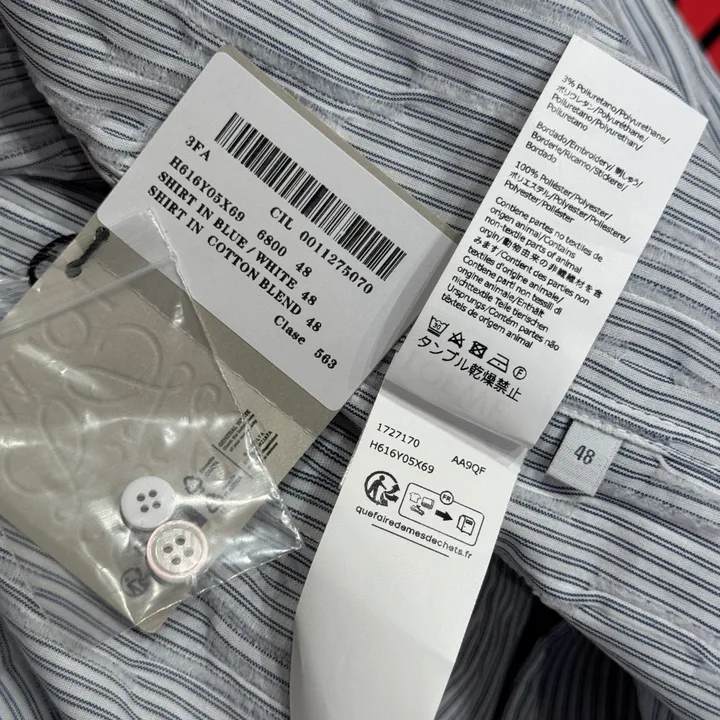 3FA
CIL 0011275070
H616Y05X69 6800 48
SHIRT IN BLUE / WHITE 48
SHIRT IN COTTON BLEND 48
Clase 563
3% Poliuretano/Polyurethane/
ポリウレタン/Polyuréthane/
Poliuretano/Polyurethan/
Poliuretano
Bordado/Embroidery/刺しゅう/
Borderie/Ricamo/Stickerei/
Bordado
100% Poliéster/Polyester/
ポリエステル/Polyester/Poliestere/
Polyester/Poliéster
Contiene partes no textiles de
origen animal/Contains
non-textile parts of animal
orgin/動物由来の非繊維材を含
みます/Contient des parties non
textiles d'origine animale/
Contiene parti non tessili di
origine animale/Enthält
nichttextile Teile tierischen
Ursprungs/Contém partes não
têxteis de origem animal
タンブル乾燥禁止
1727170 AA9QF
H616Y05X69
FR
quefairedemesdechets.fr
48